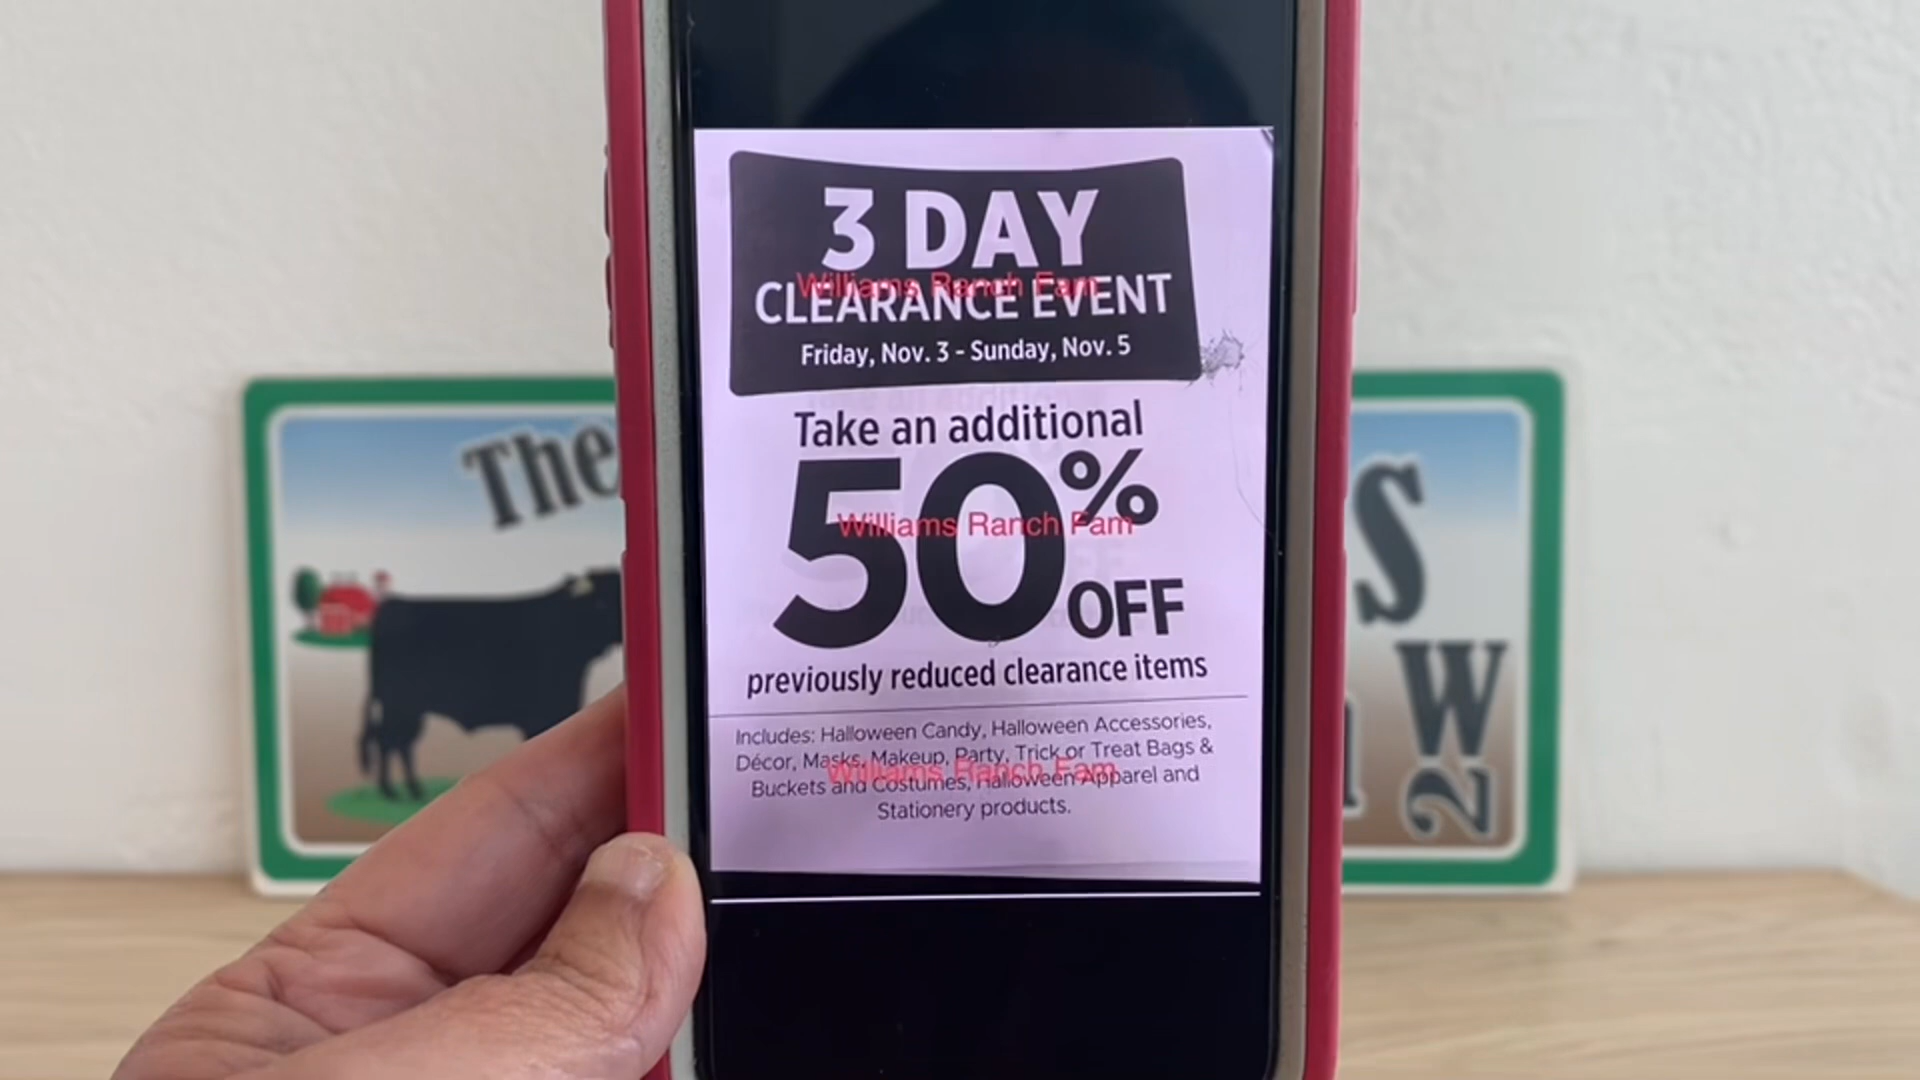 3 DAY
Williams Ranch Fam
CLEARANCE EVENT
Friday, Nov. 3 - Sunday, Nov. 5
Take an additional
50% OFF
Williams Ranch Fam
previously reduced clearance items
Includes: Halloween Candy, Halloween Accessories,
Décor, Masks, Makeup, Party, Trick or Treat Bags &
Williams Ranch Fam
Buckets and Costumes, Halloween Apparel and
Stationery products.
The
S
W
2